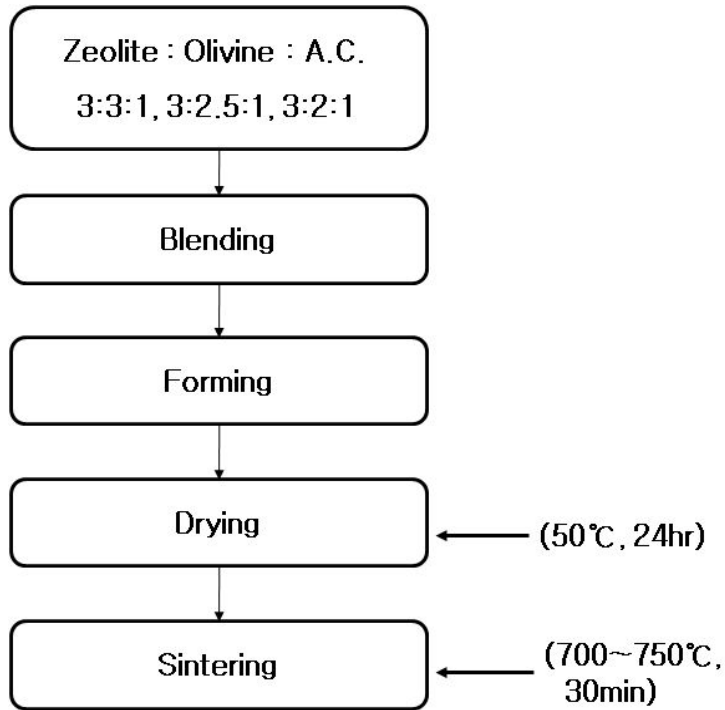 Zeolite : Olivine : A.C.
3:3:1, 3:2.5:1, 3:2:1
Blending
Forming
Drying
(50℃, 24hr)
Sintering
(700~750℃,
30min)